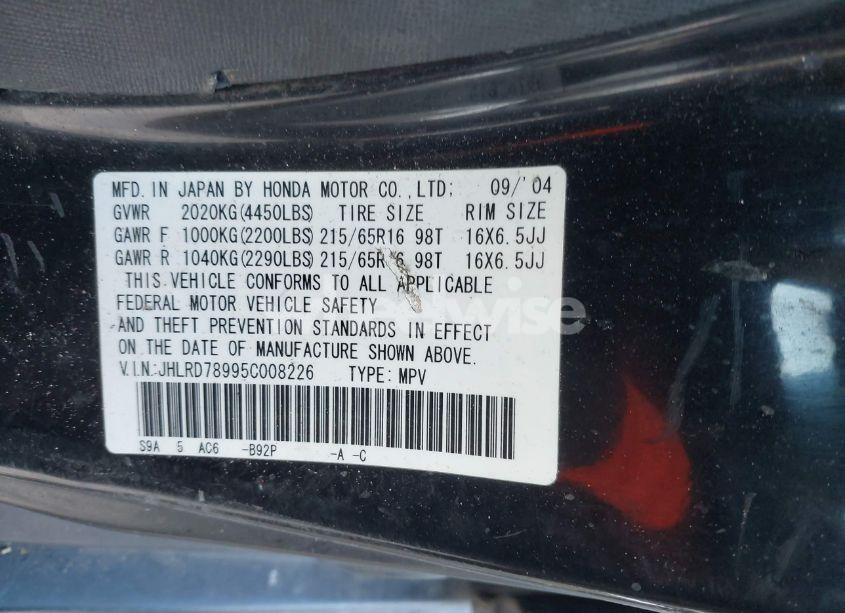 MFD. IN JAPAN BY HONDA MOTOR CO., LTD: 09/'04
GVWR 2020KG(4450LBS) TIRE SIZE RIM SIZE
GAWR F 1000KG(2200LBS) 215/65R16 98T 16X6.5JJ
GAWR R 1040KG(2290LBS) 215/65R16 98T 16X6.5JJ
THIS VEHICLE CONFORMS TO ALL APPLICABLE
FEDERAL MOTOR VEHICLE SAFETY
AND THEFT PREVENTION STANDARDS IN EFFECT
ON THE DATE OF MANUFACTURE SHOWN ABOVE.
V.I.N.:JHLRD78995C008226 TYPE: MPV
S9A 5 AC6 -B92P -A -C